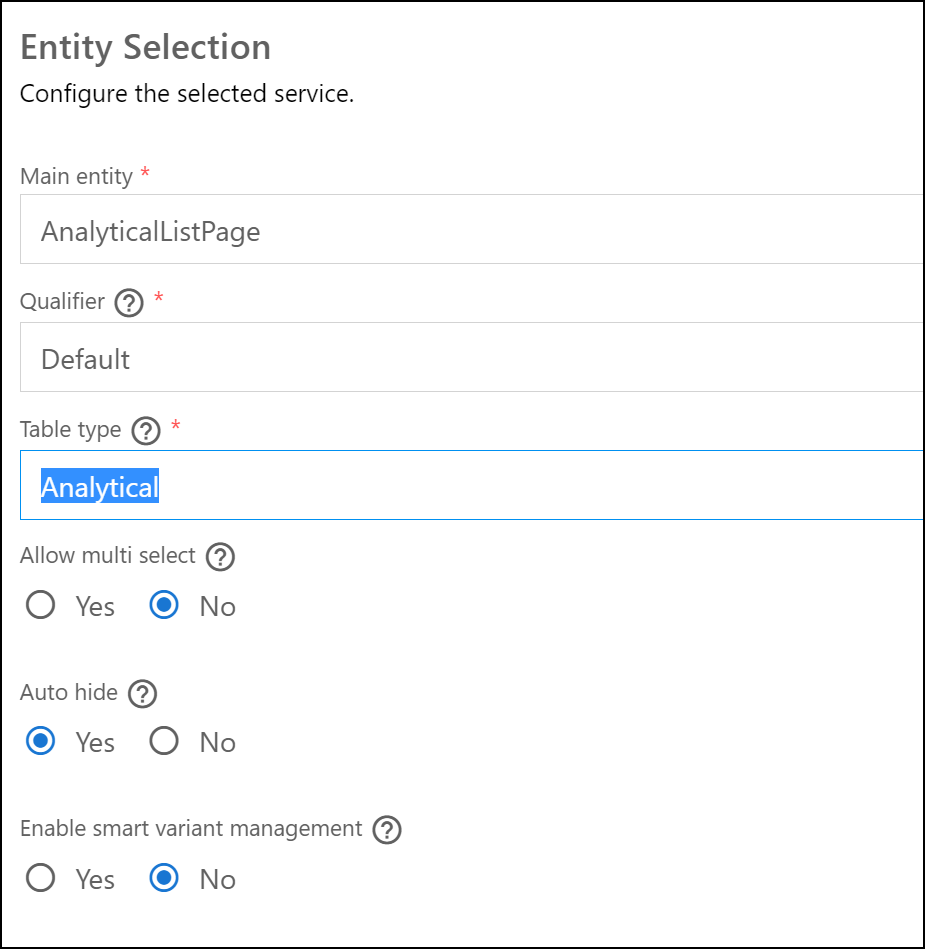 Entity Selection
Configure the selected service.
Main entity *
AnalyticalListPage
Qualifier ? *
Default
Table type ? *
Analytical
Allow multi select ?
Yes No
Auto hide ?
Yes No
Enable smart variant management ?
Yes No